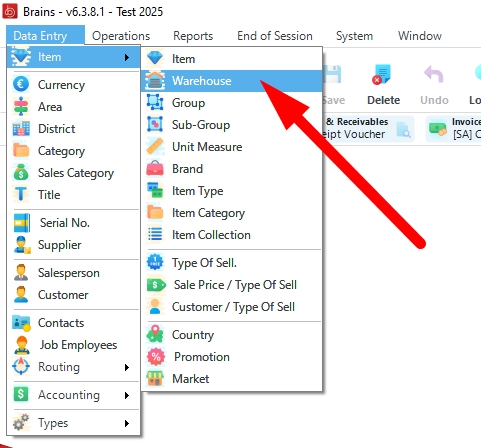 Brains - v6.3.8.1 - Test 2025
Data Entry Operations Reports End of Session System Window
Item
Currency
Area
District
Category
Sales Category
Title
Serial No.
Supplier
Salesperson
Customer
Contacts
Job Employees
Routing
Accounting
Types
Item
Warehouse
Group
Sub-Group
Unit Measure
Brand
Item Type
Item Category
Item Collection
Type Of Sell.
Sale Price / Type Of Sell
Customer / Type Of Sell
Country
Promotion
Market
Save Delete Undo Lo
& Receivables
eipt Voucher
Invoice
[SA] C